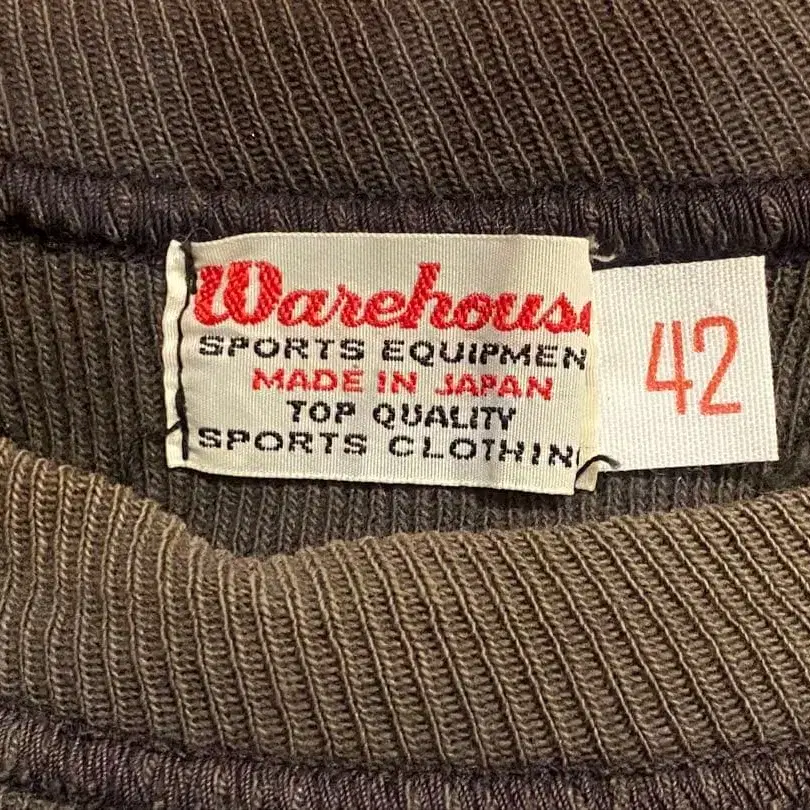 Warehouse
SPORTS EQUIPMEN
MADE IN JAPAN
TOP QUALITY
SPORTS CLOTHIN
42